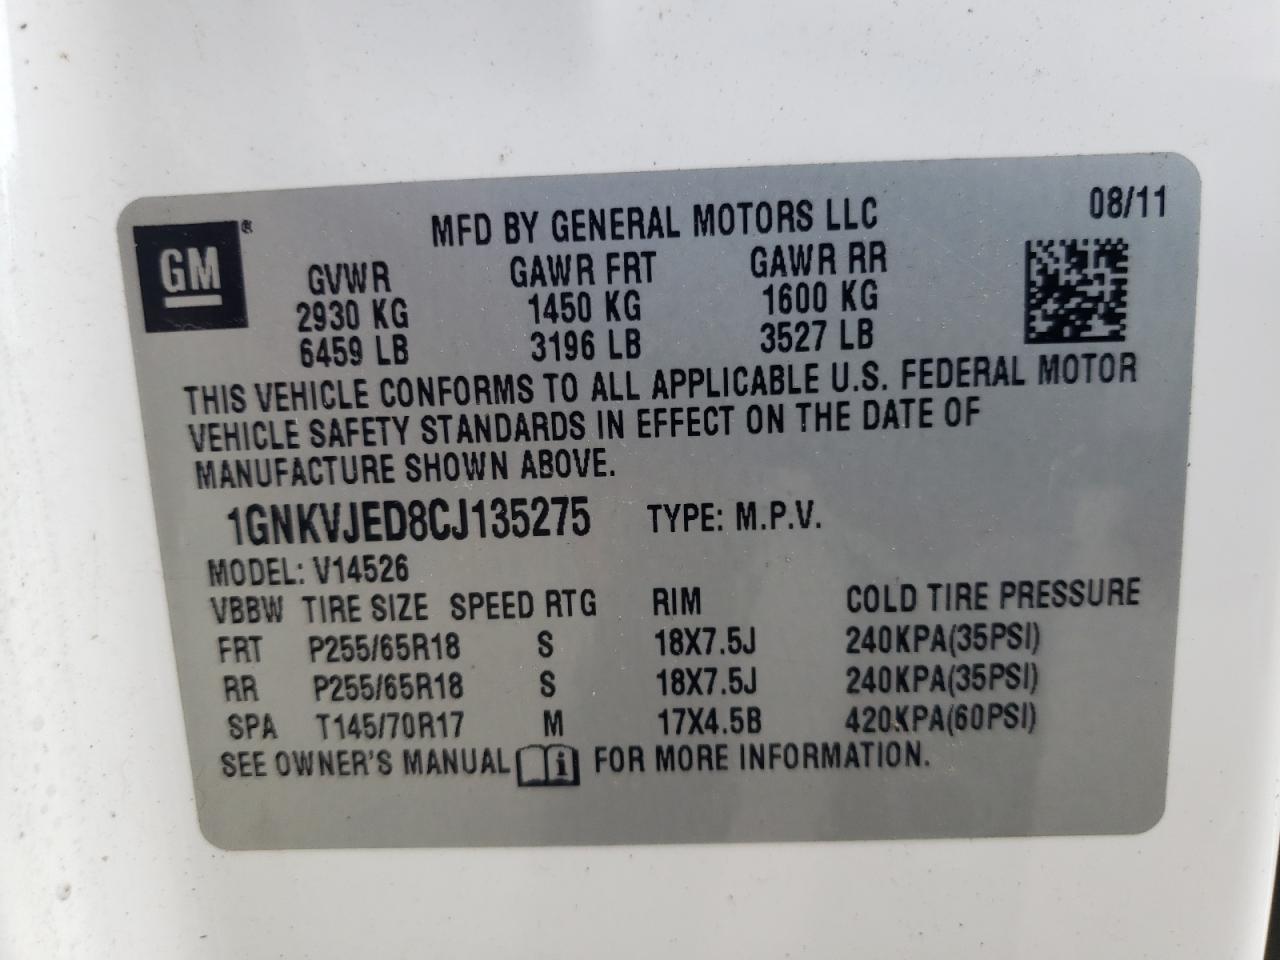 GM ®
MFD BY GENERAL MOTORS LLC 08/11
GVWR GAWR FRT GAWR RR
2930 KG 1450 KG 1600 KG
6459 LB 3196 LB 3527 LB
THIS VEHICLE CONFORMS TO ALL APPLICABLE U.S. FEDERAL MOTOR
VEHICLE SAFETY STANDARDS IN EFFECT ON THE DATE OF
MANUFACTURE SHOWN ABOVE.
1GNKVJED8CJ135275 TYPE: M.P.V.
MODEL: V14526
VBBW TIRE SIZE SPEED RTG RIM COLD TIRE PRESSURE
FRT P255/65R18 S 18X7.5J 240KPA(35PSI)
RR P255/65R18 S 18X7.5J 240KPA(35PSI)
SPA T145/70R17 M 17X4.5B 420KPA(60PSI)
SEE OWNER'S MANUAL i FOR MORE INFORMATION.